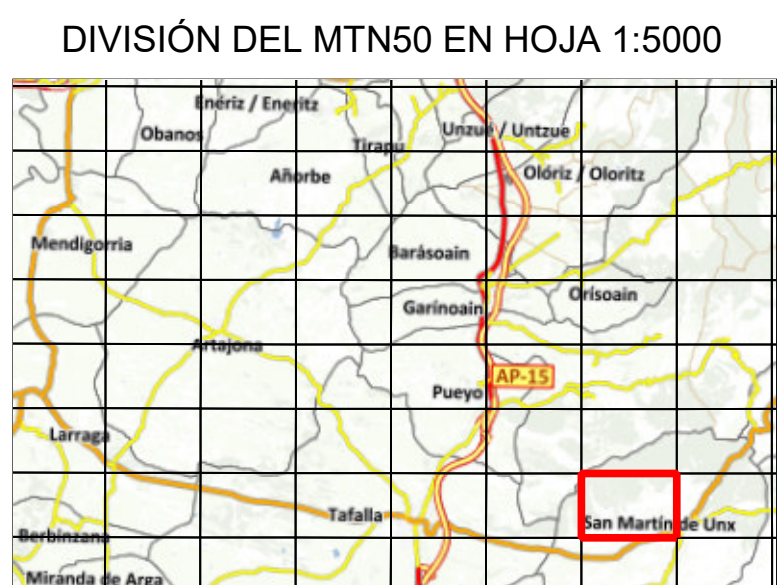 DIVISIÓN DEL MTN50 EN HOJA 1:5000
Enériz / Eneritz
Obanos
Tirapu
Unzué / Untzue
Añorbe
Olóriz / Oloritz
Mendigorria
Barásoain
Orisoain
Garínoain
Artajona
AP-15
Pueyo
Larraga
Tafalla
San Martín de Unx
Berbinzana
Miranda de Arga